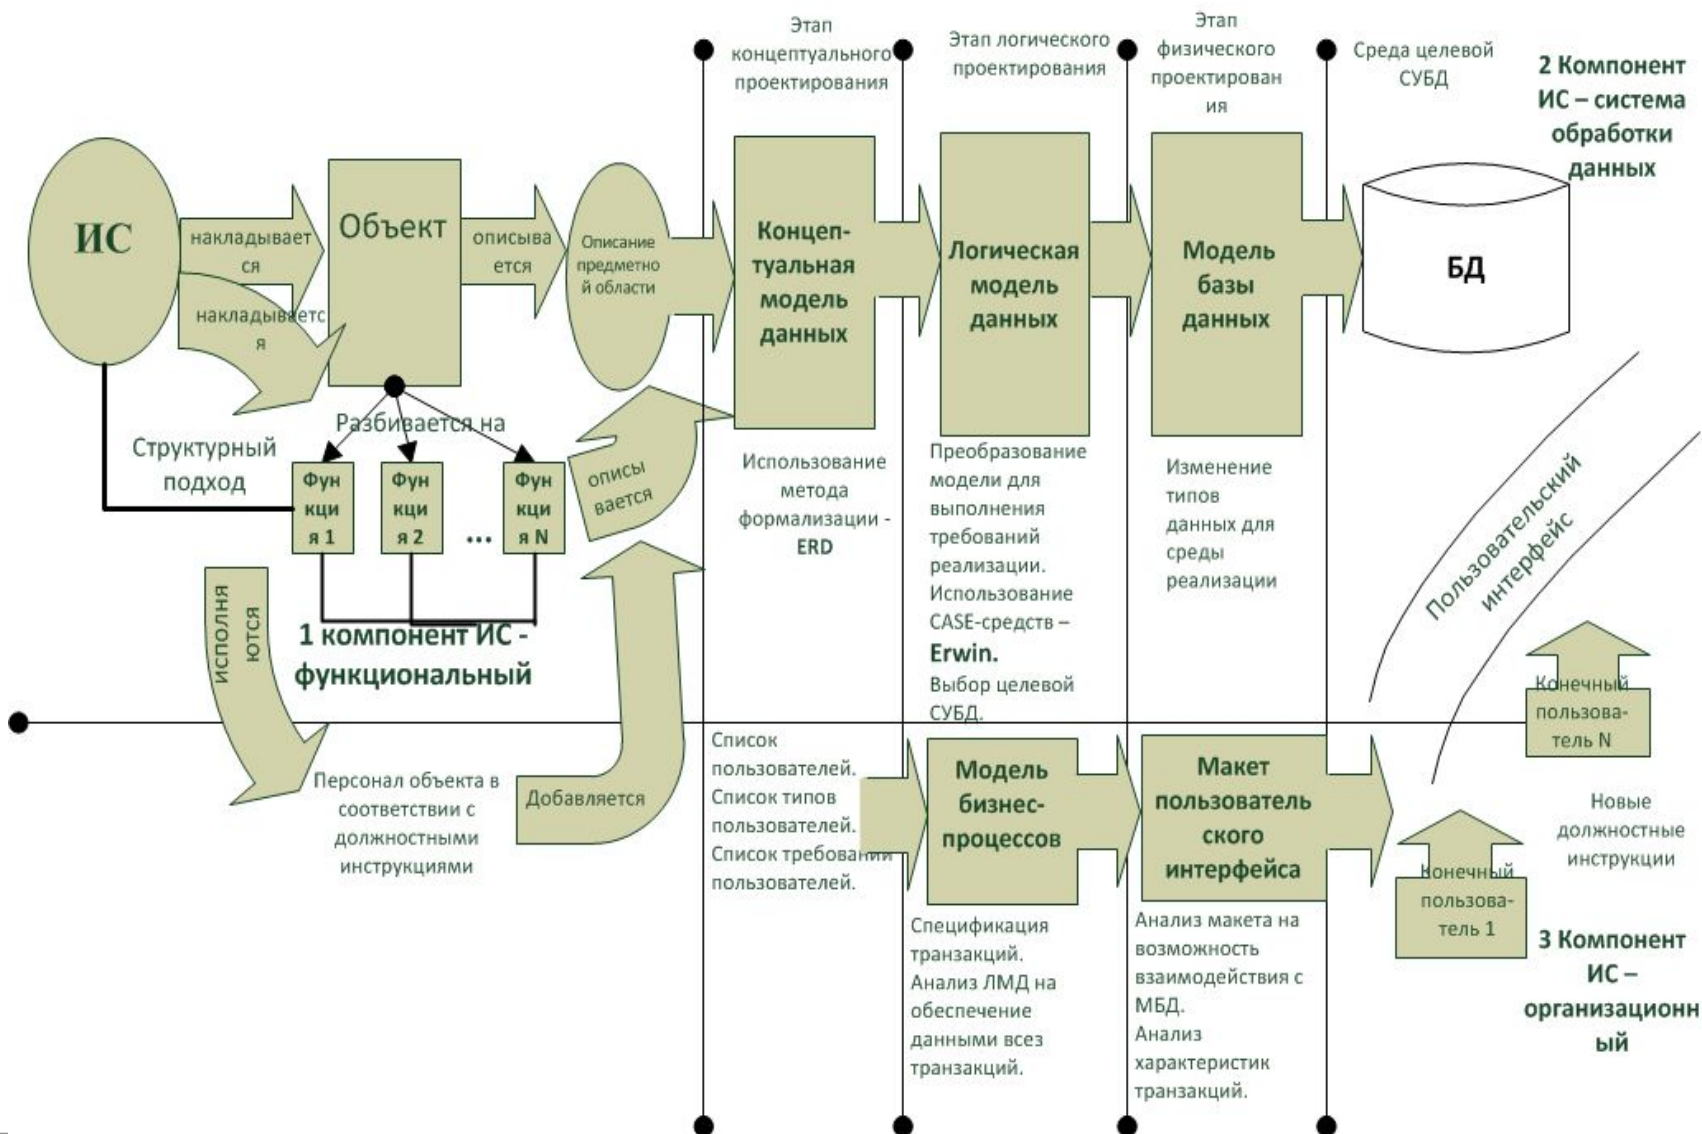 Этап
концептуального
проектирования
Этап логического
проектирования
Этап
физического
проектирован
ия
Среда целевой
СУБД
2 Компонент
ИС – система
обработки
данных
ИС
накладывает
ся
накладываетс
я
Объект
описыва
ется
Описание
предметно
й области
Концеп-
туальная
модель
данных
Логическая
модель
данных
Модель
базы
данных
БД
Структурный
подход
Разбивается на
Фун
кци
я 1
Фун
кци
я 2
...
Фун
кци
я N
описы
вается
Использование
метода
формализации -
ERD
Преобразование
модели для
выполнения
требований
реализации.
Использование
CASE-средств –
Erwin.
Выбор целевой
СУБД.
Изменение
типов
данных для
среды
реализации
Пользовательский
интерфейс
исполня
ются
1 компонент ИС -
функциональный
Персонал объекта в
соответствии с
должностными
инструкциями
Добавляется
Список
пользователей.
Список типов
пользователей.
Список требований
пользователей.
Модель
бизнес-
процессов
Макет
пользователь
ского
интерфейса
Конечный
пользова-
тель N
Новые
должностные
инструкции
Конечный
пользова-
тель 1
Спецификация
транзакций.
Анализ ЛМД на
обеспечение
данными всез
транзакций.
Анализ макета на
возможность
взаимодействия с
МБД.
Анализ
характеристик
транзакций.
3 Компонент
ИС –
организационн
ый